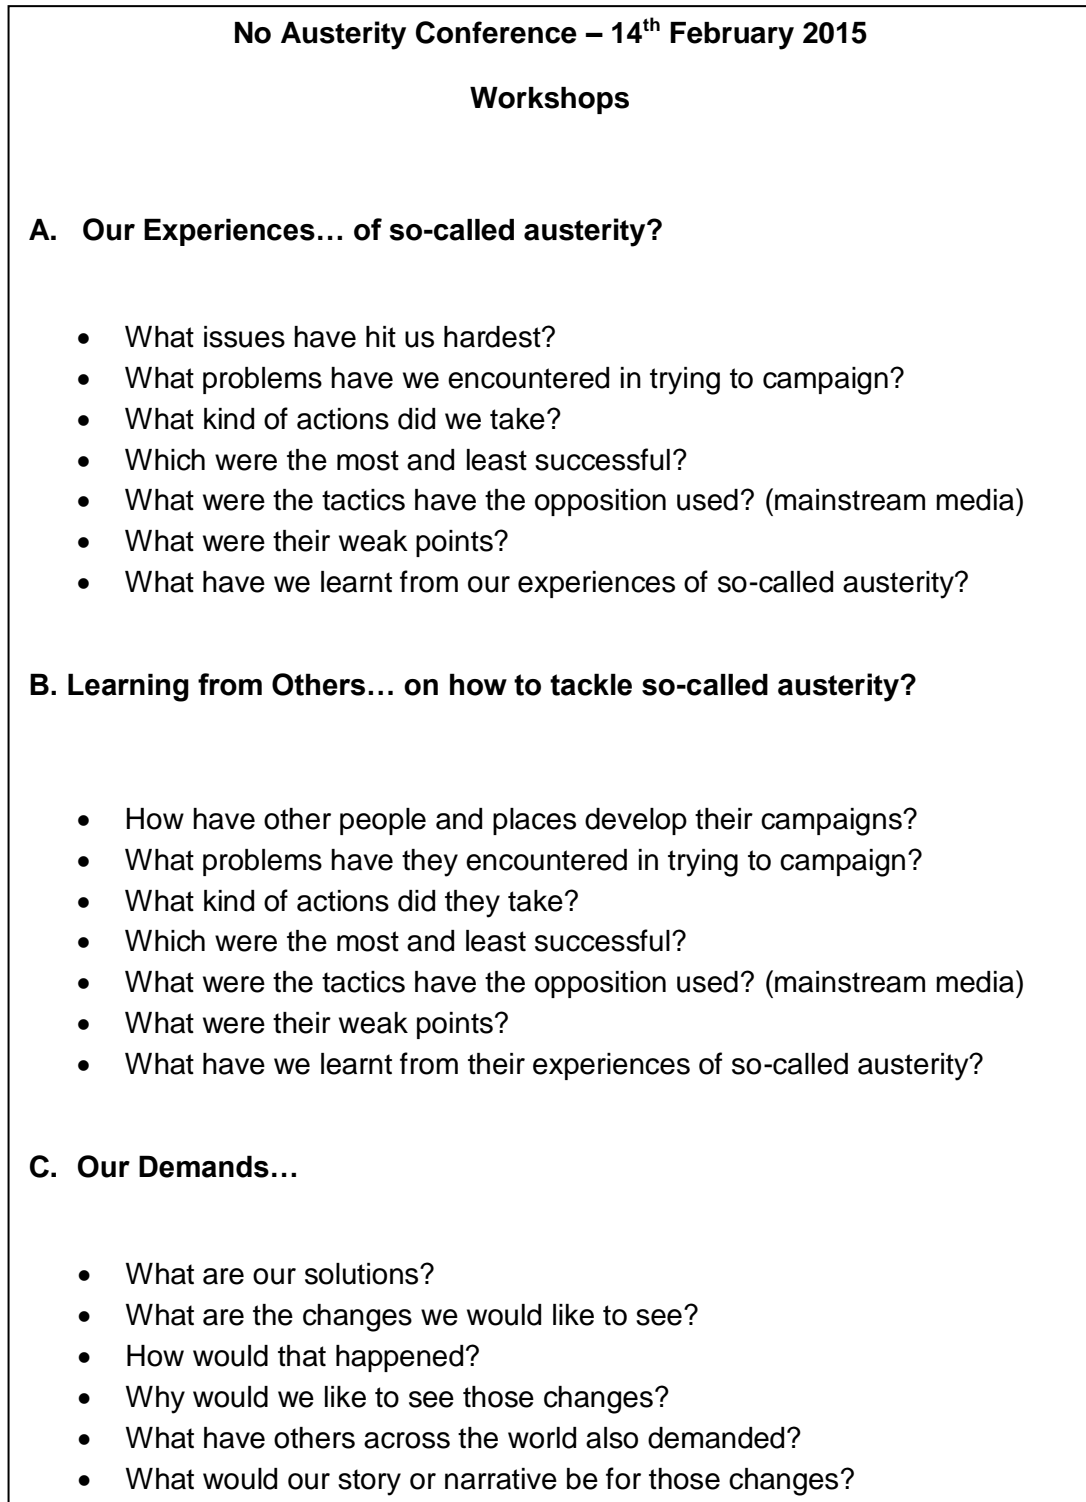 No Austerity Conference – 14th February 2015
Workshops
A. Our Experiences… of so-called austerity?
• What issues have hit us hardest?
• What problems have we encountered in trying to campaign?
• What kind of actions did we take?
• Which were the most and least successful?
• What were the tactics have the opposition used? (mainstream media)
• What were their weak points?
• What have we learnt from our experiences of so-called austerity?
B. Learning from Others… on how to tackle so-called austerity?
• How have other people and places develop their campaigns?
• What problems have they encountered in trying to campaign?
• What kind of actions did they take?
• Which were the most and least successful?
• What were the tactics have the opposition used? (mainstream media)
• What were their weak points?
• What have we learnt from their experiences of so-called austerity?
C. Our Demands…
• What are our solutions?
• What are the changes we would like to see?
• How would that happened?
• Why would we like to see those changes?
• What have others across the world also demanded?
• What would our story or narrative be for those changes?